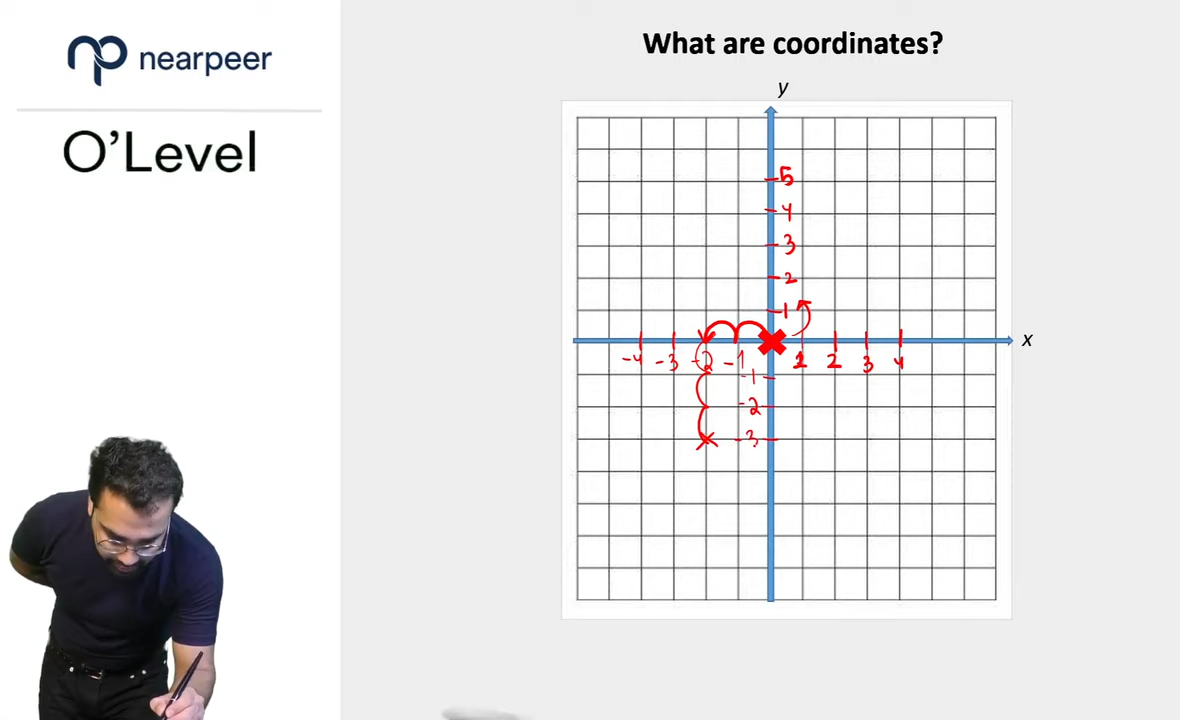 nearpeer
O'Level
What are coordinates?
y
5
4
3
2
1
x
-4 -3 -2 -1 1 2 3 4
-1
-2
-3